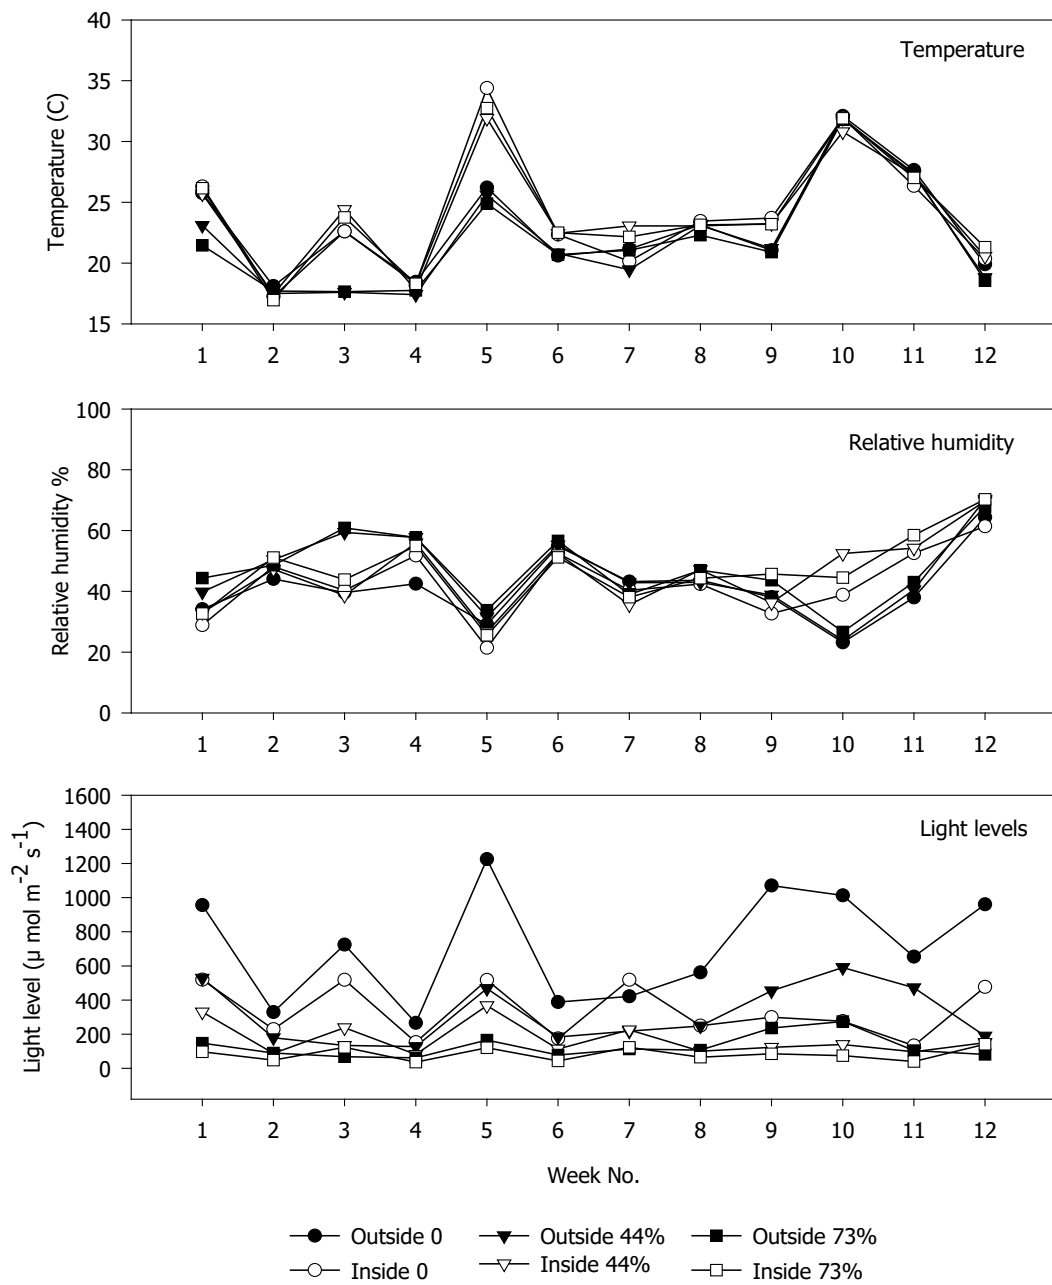 40
Temperature
35
30
25
20
15
Temperature (C)
1 2 3 4 5 6 7 8 9 10 11 12
100
Relative humidity
80
60
40
20
0
Relative humidity %
1 2 3 4 5 6 7 8 9 10 11 12
1600
Light levels
1400
1200
1000
800
600
400
200
0
Light level (µ mol m⁻² s⁻¹)
1 2 3 4 5 6 7 8 9 10 11 12
Week No.
Outside 0 Outside 44% Outside 73%
Inside 0 Inside 44% Inside 73%